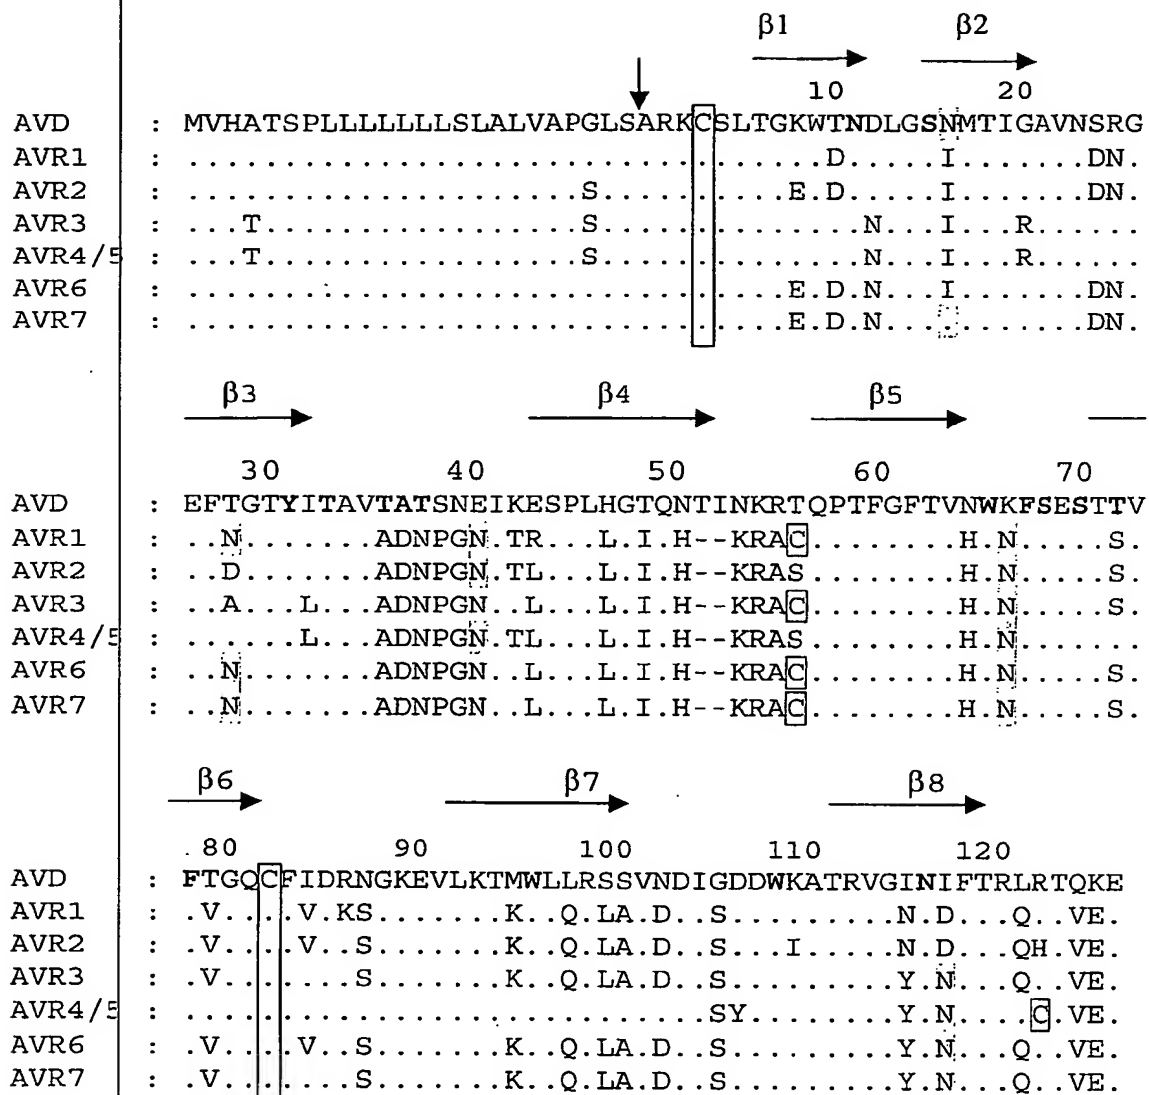 β1 β2
10 20
AVD : MVHATSPLLLLLLLSLALVAPGLSARKCSLTGKWTNDLGSNMTIGAVNSRG
AVR1 : ..................................D.....I.......DN.
AVR2 : .....................S..........E.D.....I.......DN.
AVR3 : ...T.................S..............N...I...R......
AVR4/5 : ...T.................S..............N...I...R......
AVR6 : ................................E.D.N...I.......DN.
AVR7 : ................................E.D.N...........DN.
β3 β4 β5
30 40 50 60 70
AVD : EFTGTYITAVTATSNEIKESPLHGTQNTINKRTQPTFGFTVNWKFSESTTV
AVR1 : ..N.......ADNPGN.TR...L.I.H--KRAC........H.N.....S.
AVR2 : ..D.......ADNPGN.TL...L.I.H--KRAS........H.N.....S.
AVR3 : ..A...L...ADNPGN..L...L.I.H--KRAC........H.N.....S.
AVR4/5 : ......L...ADNPGN.TL...L.I.H--KRAS........H.N.......
AVR6 : ..N.......ADNPGN..L...L.I.H--KRAC........H.N.....S.
AVR7 : ..N.......ADNPGN..L...L.I.H--KRAC........H.N.....S.
β6 β7 β8
80 90 100 110 120
AVD : FTGQCFIDRNGKEVLKTMWLLRSSVNDIGDDWKATRVGINIFTRLRTQKE
AVR1 : .V....V.KS.......K..Q.LA.D..S.........N.D...Q..VE.
AVR2 : .V....V..S.......K..Q.LA.D..S...I.....N.D...QH.VE.
AVR3 : .V.......S.......K..Q.LA.D..S.........Y.N...Q..VE.
AVR4/5 : ............................SY........Y.N....C.VE.
AVR6 : .V....V..S.......K..Q.LA.D..S.........Y.N...Q..VE.
AVR7 : .V.......S.......K..Q.LA.D..S.........Y.N...Q..VE.